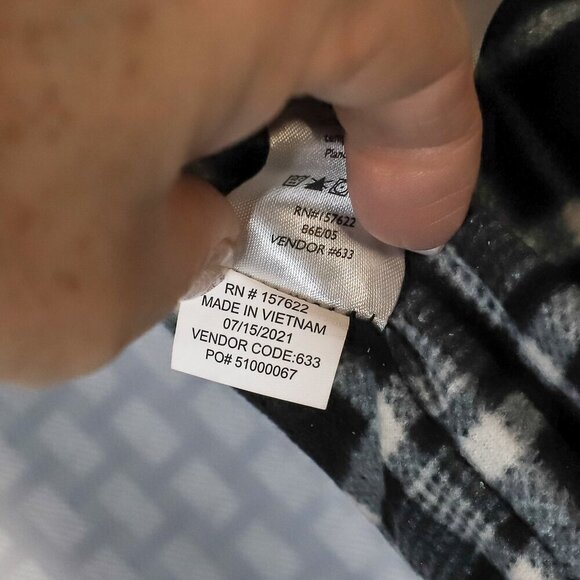 RN#157622
86E/05
VENDOR #633
RN # 157622
MADE IN VIETNAM
07/15/2021
VENDOR CODE:633
PO# 51000067